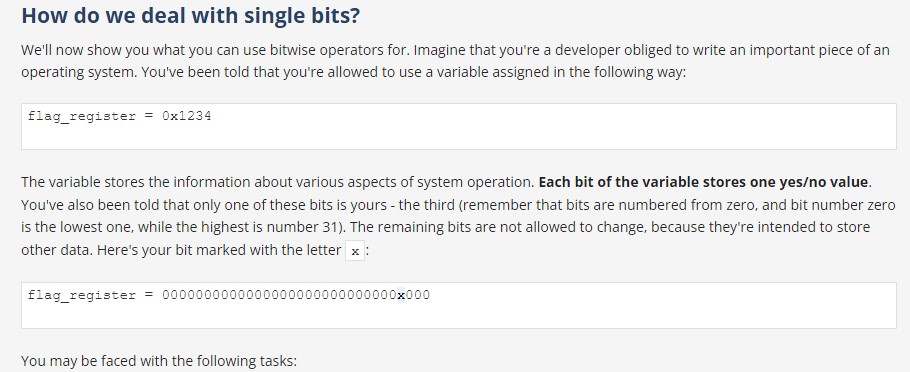 How do we deal with single bits?
We'll now show you what you can use bitwise operators for. Imagine that you're a developer obliged to write an important piece of an
operating system. You've been told that you're allowed to use a variable assigned in the following way:
flag_register = 0x1234
The variable stores the information about various aspects of system operation. Each bit of the variable stores one yes/no value.
You've also been told that only one of these bits is yours - the third (remember that bits are numbered from zero, and bit number zero
is the lowest one, while the highest is number 31). The remaining bits are not allowed to change, because they're intended to store
other data. Here's your bit marked with the letter x :
flag_register = 0000000000000000000000000000x000
You may be faced with the following tasks: